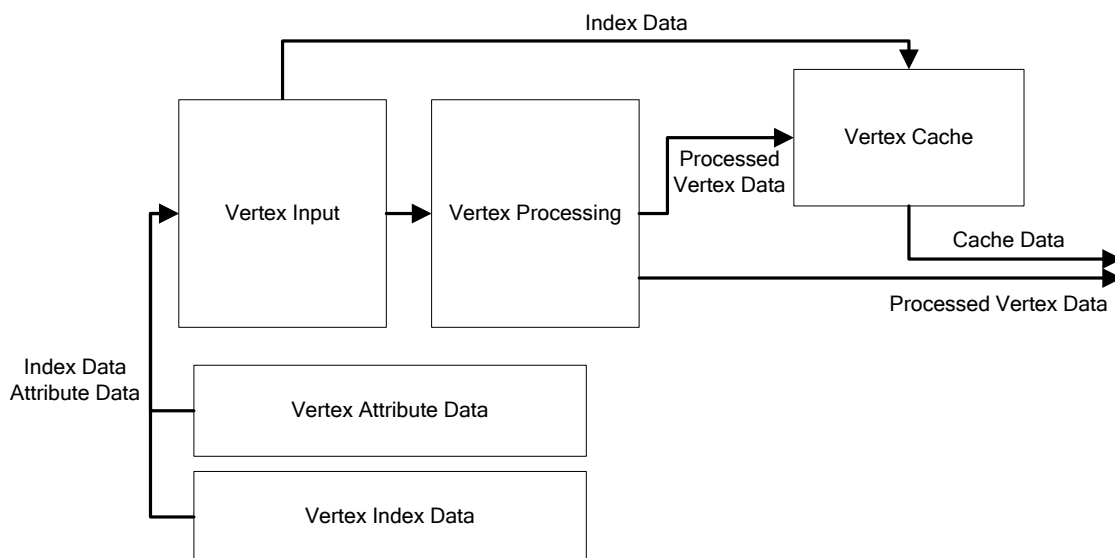 Index Data
Vertex Cache
Processed
Vertex Data
Vertex Input
Vertex Processing
Cache Data
Processed Vertex Data
Index Data
Attribute Data
Vertex Attribute Data
Vertex Index Data